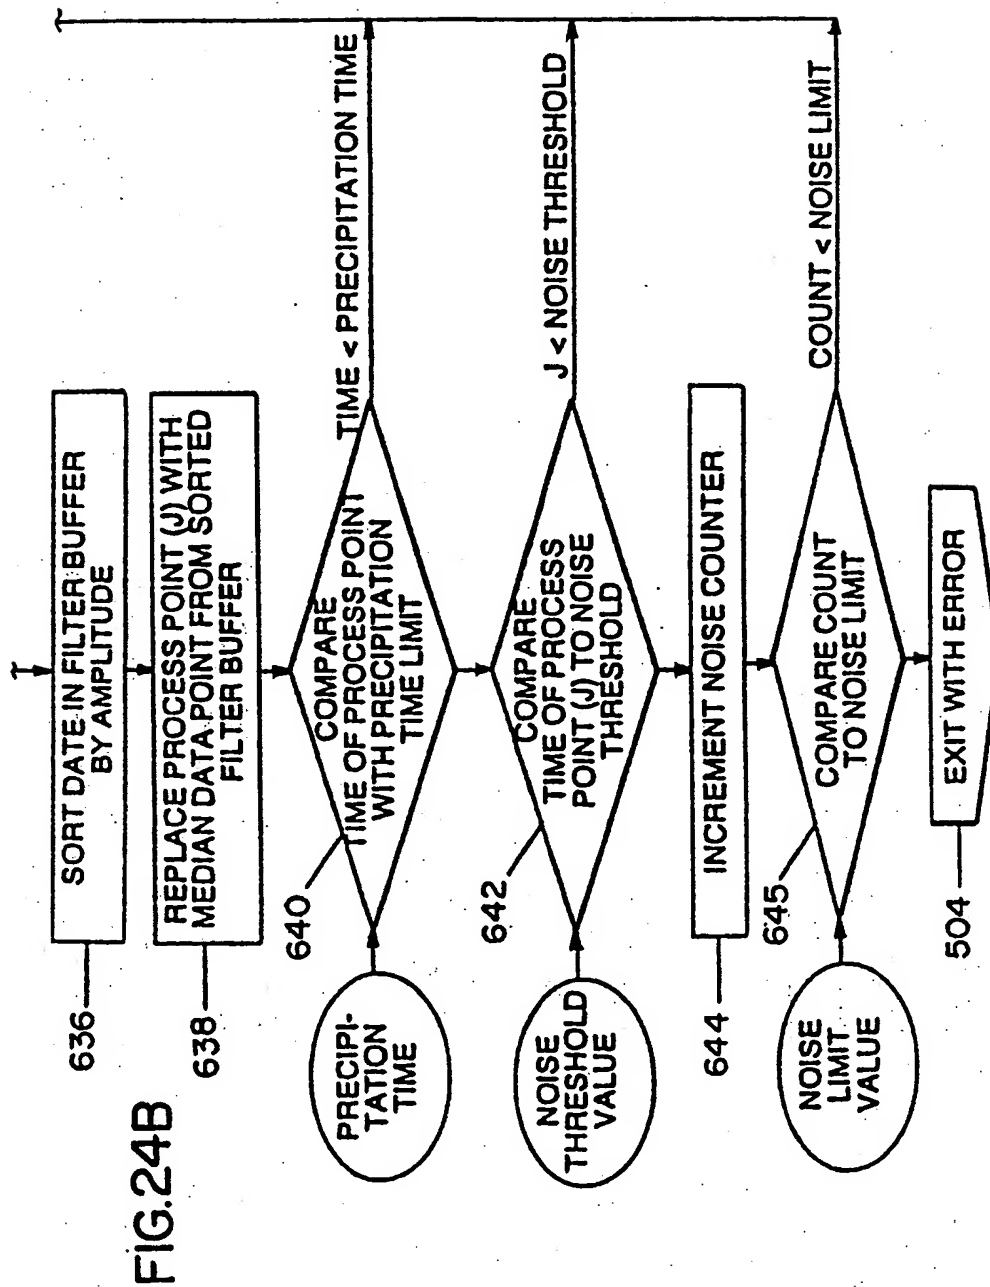 FIG.24B
636
SORT DATE IN FILTER BUFFER
BY AMPLITUDE
638
REPLACE PROCESS POINT (J) WITH
MEDIAN DATA POINT FROM SORTED
FILTER BUFFER
PRECIPI-
TATION
TIME
640
COMPARE
TIME OF PROCESS POINT
WITH PRECIPITATION
TIME LIMIT
TIME < PRECIPITATION TIME
NOISE
THRESHOLD
VALUE
642
COMPARE
TIME OF PROCESS
POINT (J) TO NOISE
THRESHOLD
J < NOISE THRESHOLD
644
INCREMENT NOISE COUNTER
NOISE
LIMIT
VALUE
645
COMPARE COUNT
TO NOISE LIMIT
COUNT < NOISE LIMIT
504
EXIT WITH ERROR